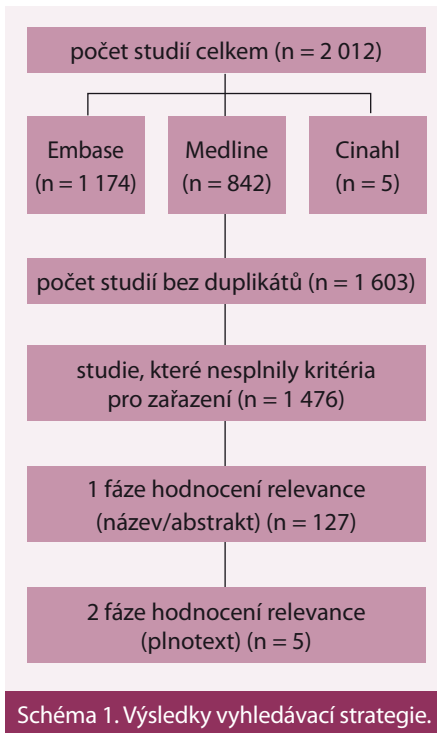 počet studií celkem (n = 2 012)
Embase
(n = 1 174)
Medline
(n = 842)
Cinahl
(n = 5)
počet studií bez duplikátů (n = 1 603)
studie, které nesplnily kritéria
pro zařazení (n = 1 476)
1 fáze hodnocení relevance
(název/abstrakt) (n = 127)
2 fáze hodnocení relevance
(plnotext) (n = 5)
Schéma 1. Výsledky vyhledávací strategie.